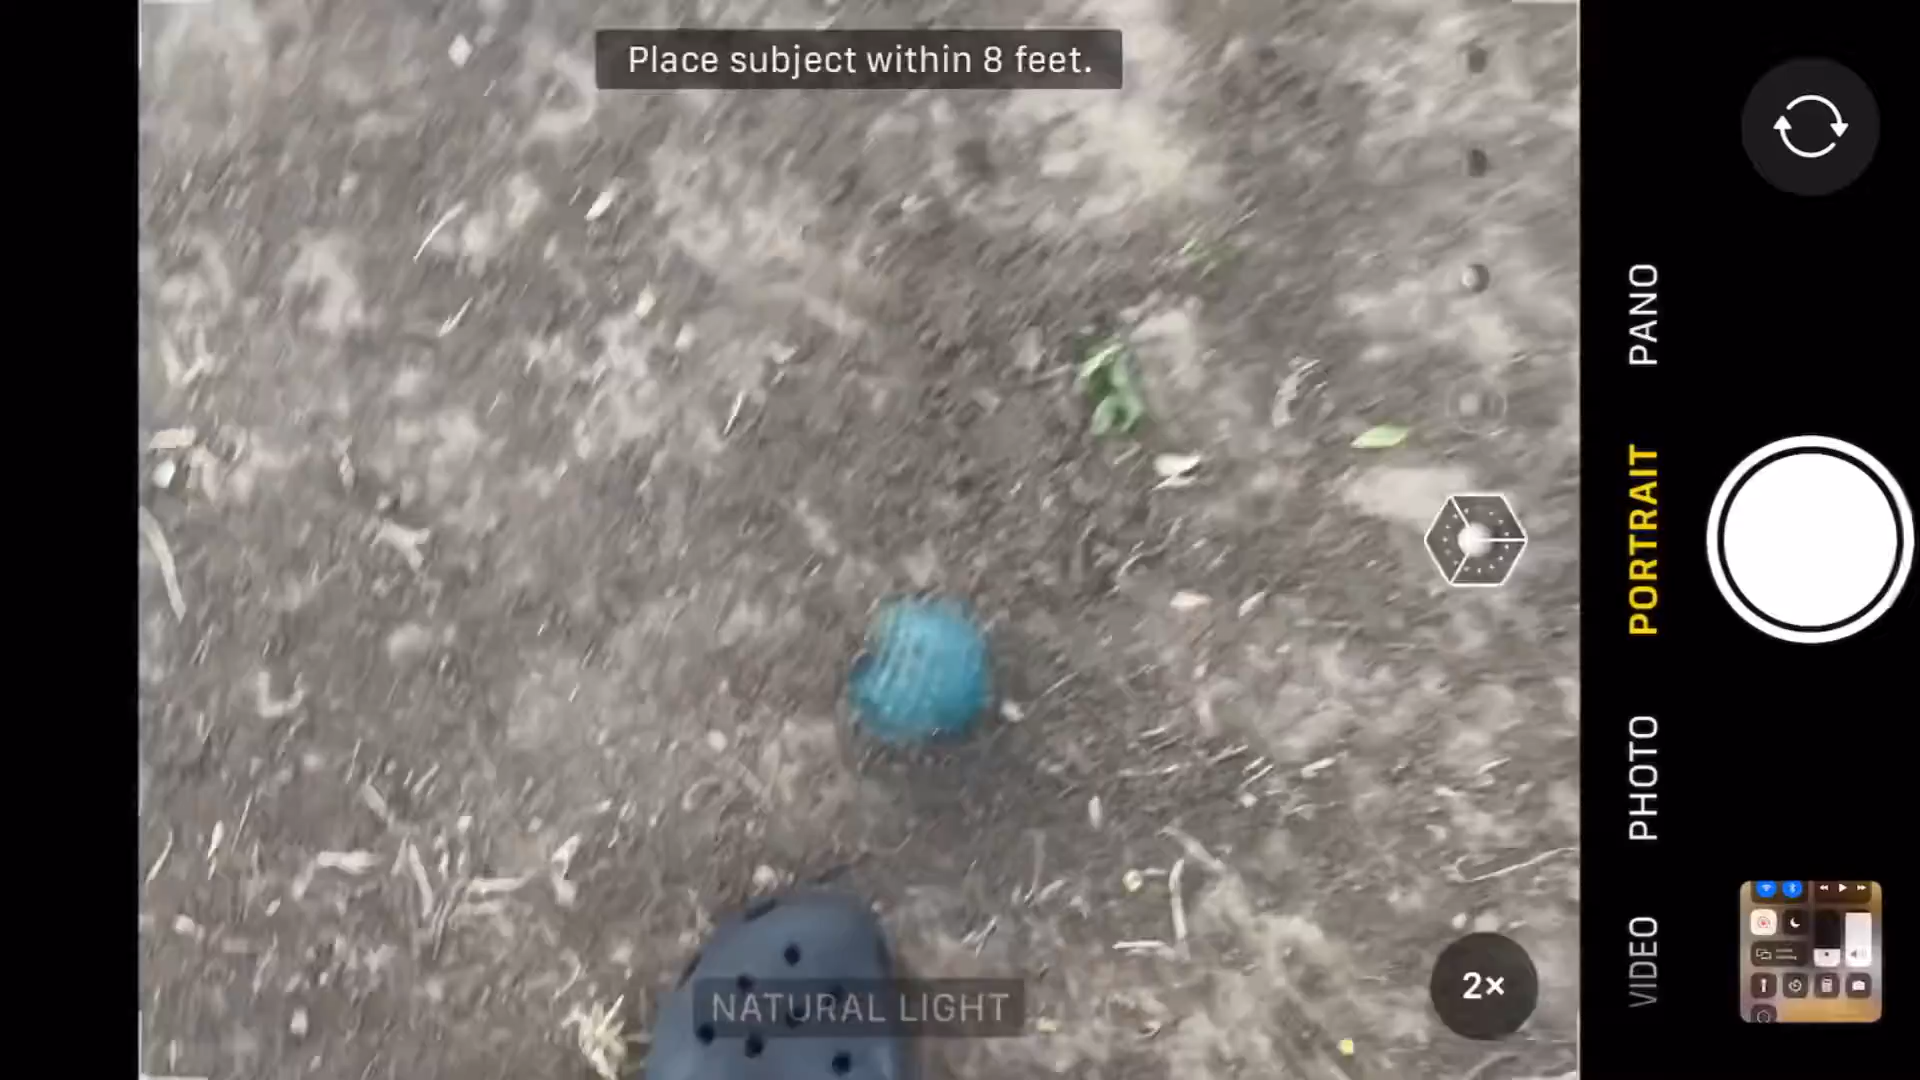 Place subject within 8 feet.
PANO
PORTRAIT
PHOTO
VIDEO
2×
NATURAL LIGHT